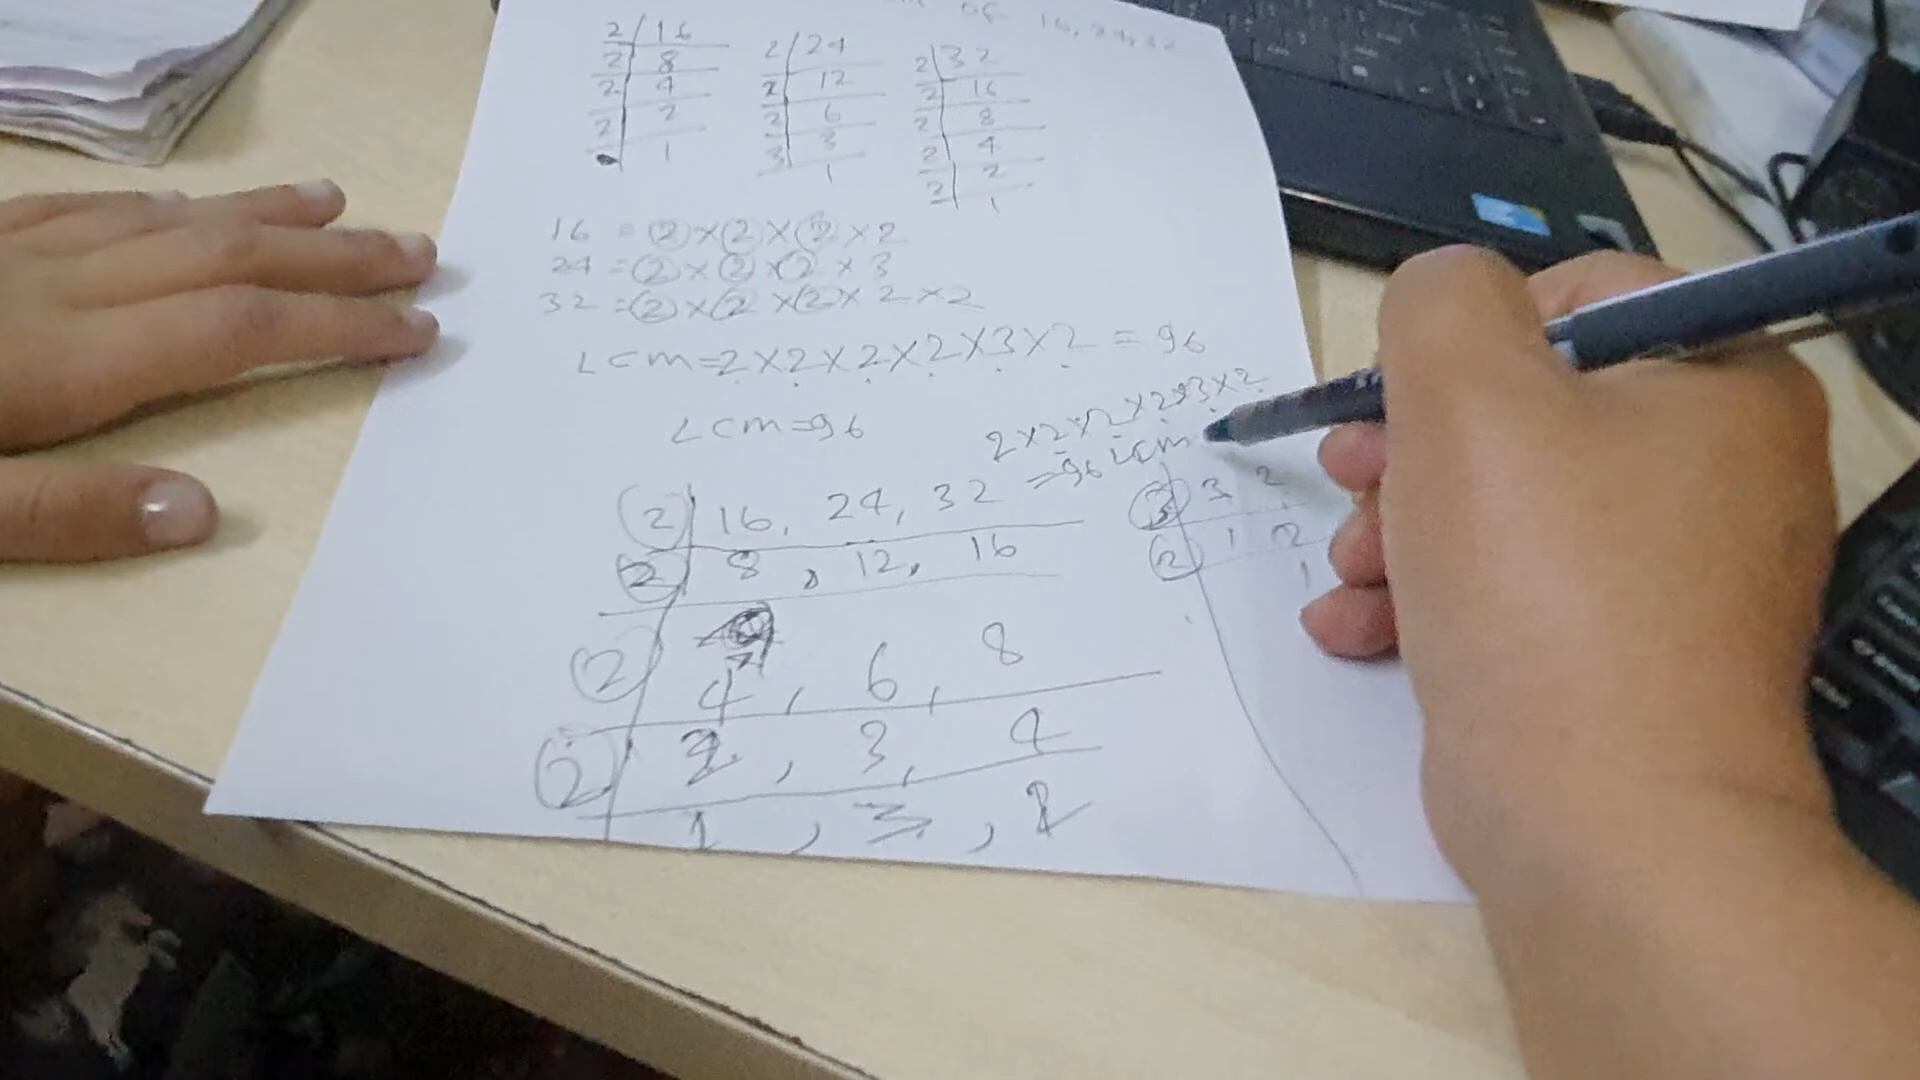 of 16, 24, 32
2 16
2 8
2 4
2 2
1
2 24
2 12
2 6
3 3
1
2 32
2 16
2 8
2 4
2 2
1
16 = 2 × 2 × 2 × 2
24 = 2 × 2 × 2 × 3
32 = 2 × 2 × 2 × 2 × 2
LCM = 2 × 2 × 2 × 2 × 3 × 2 = 96
LCM = 96
2 × 2 × 2 × 2 × 3 × 2
= 96 LCM
2 16, 24, 32
2 8, 12, 16
2 4, 6, 8
2 2, 3, 4
1, 3, 2
3 3 2
2 1 2
1